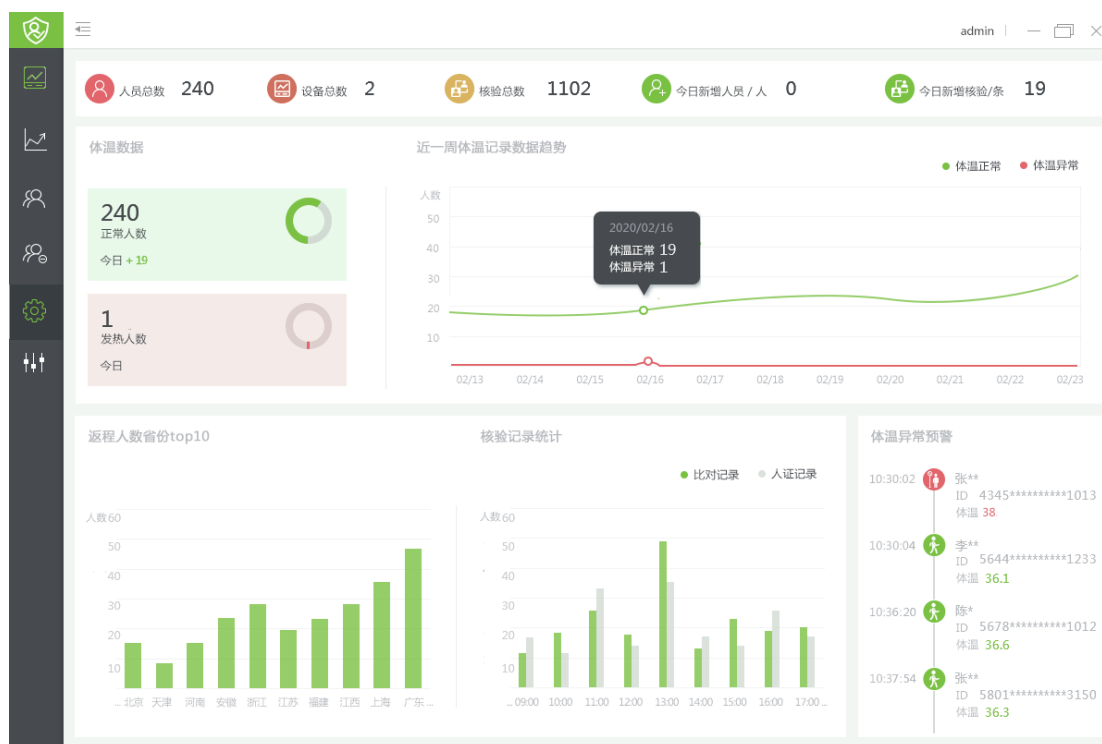 admin
人员总数 240
设备总数 2
核验总数 1102
今日新增人员 / 人 0
今日新增核验/条 19
体温数据
240
正常人数
今日 + 19
1
发热人数
今日
近一周体温记录数据趋势
体温正常 体温异常
人数
50
40
30
20
10
2020/02/16
体温正常 19
体温异常 1
02/13 02/14 02/15 02/16 02/17 02/18 02/19 02/20 02/21 02/22 02/23
返程人数省份top10
人数60
50
40
30
20
10
... 北京 天津 河南 安徽 浙江 江苏 福建 江西 上海 广东 ...
核验记录统计
比对记录 人证记录
人数60
50
40
30
20
10
... 09:00 10:00 11:00 12:00 13:00 14:00 15:00 16:00 17:00 ...
体温异常预警
10:30:02 张**
ID 4345**********1013
体温 38
10:30:04 李**
ID 5644**********1233
体温 36.1
10:36:20 陈*
ID 5678**********1012
体温 36.6
10:37:54 张**
ID 5801**********3150
体温 36.3